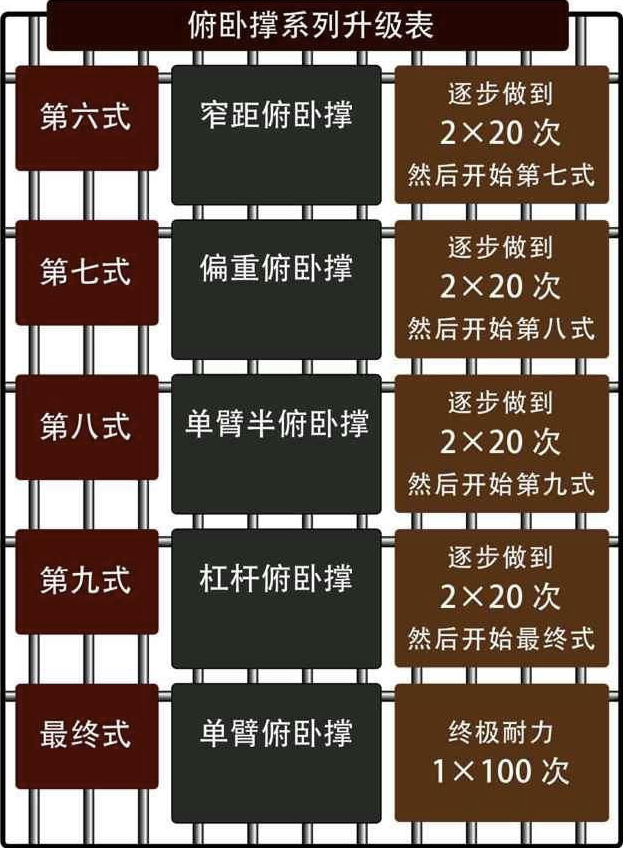 俯卧撑系列升级表
第六式
窄距俯卧撑
逐步做到
2×20 次
然后开始第七式
第七式
偏重俯卧撑
逐步做到
2×20 次
然后开始第八式
第八式
单臂半俯卧撑
逐步做到
2×20 次
然后开始第九式
第九式
杠杆俯卧撑
逐步做到
2×20 次
然后开始最终式
最终式
单臂俯卧撑
终极耐力
1×100 次